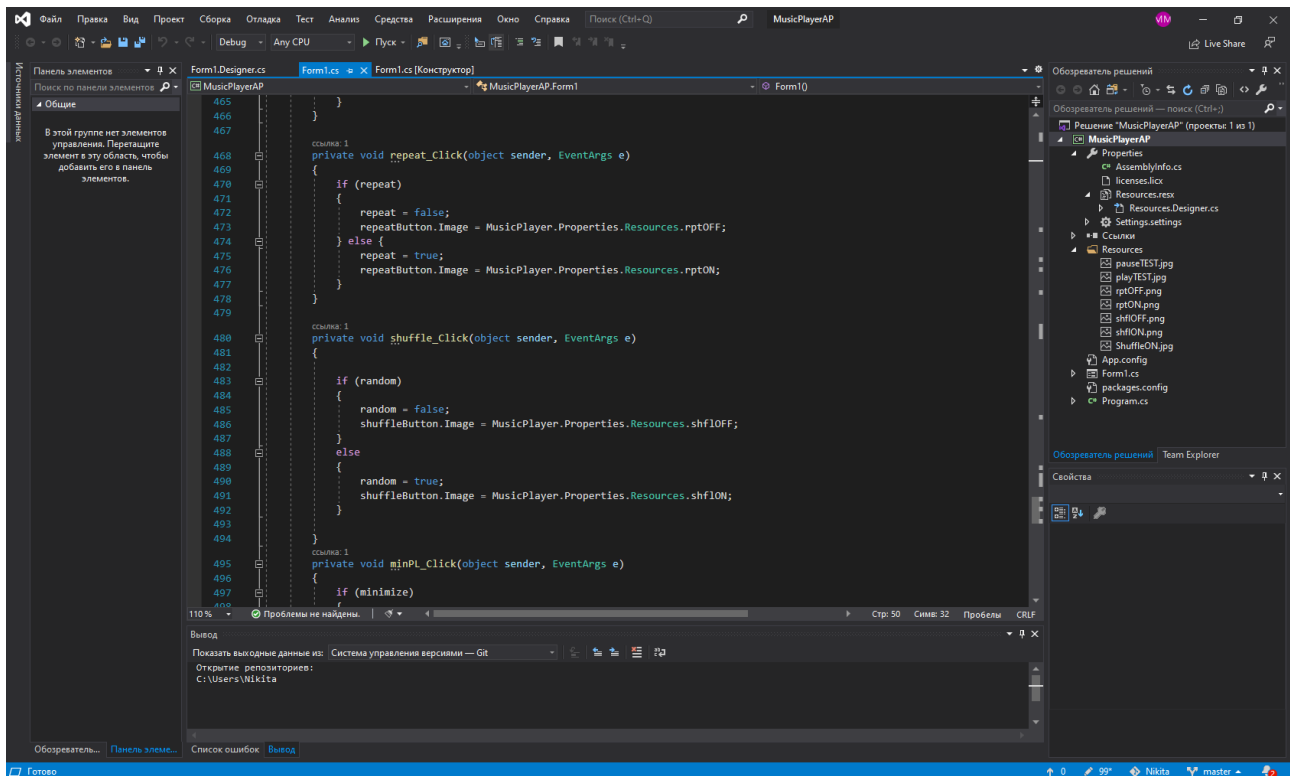 Файл Правка Вид Проект Сборка Отладка Тест Анализ Средства Расширения Окно Справка Поиск (Ctrl+Q) MusicPlayerAP VIM
Debug Any CPU Пуск Live Share
Источники данных
Панель элементов
Поиск по панели элементов
Общие
В этой группе нет элементов
управления. Перетащите
элемент в эту область, чтобы
добавить его в панель
элементов.
Обозреватель... Панель элеме...
Form1.Designer.cs Form1.cs Form1.cs [Конструктор]
MusicPlayerAP MusicPlayerAP.Form1 Form1()
465 }
466 }
467
ссылка: 1
468 private void repeat_Click(object sender, EventArgs e)
469 {
470 if (repeat)
471 {
472 repeat = false;
473 repeatButton.Image = MusicPlayer.Properties.Resources.rptOFF;
474 } else {
475 repeat = true;
476 repeatButton.Image = MusicPlayer.Properties.Resources.rptON;
477 }
478 }
479
ссылка: 1
480 private void shuffle_Click(object sender, EventArgs e)
481 {
482
483 if (random)
484 {
485 random = false;
486 shuffleButton.Image = MusicPlayer.Properties.Resources.shflOFF;
487 }
488 else
489 {
490 random = true;
491 shuffleButton.Image = MusicPlayer.Properties.Resources.shflON;
492 }
493
494 }
ссылка: 1
495 private void minPL_Click(object sender, EventArgs e)
496 {
497 if (minimize)
498 {
110 % Проблемы не найдены. Стр: 50 Симв: 32 Пробелы CRLF
Вывод
Показать выходные данные из: Система управления версиями — Git
Открытие репозиториев:
C:\Users\Nikita
Список ошибок Вывод
Обозреватель решений
Обозреватель решений — поиск (Ctrl+;)
Решение "MusicPlayerAP" (проекты: 1 из 1)
MusicPlayerAP
Properties
AssemblyInfo.cs
licenses.licx
Resources.resx
Resources.Designer.cs
Settings.settings
Ссылки
Resources
pauseTEST.jpg
playTEST.jpg
rptOFF.png
rptON.png
shflOFF.png
shflON.png
ShuffleON.jpg
App.config
Form1.cs
packages.config
Program.cs
Обозреватель решений Team Explorer
Свойства
Готово 0 99* Nikita master 2